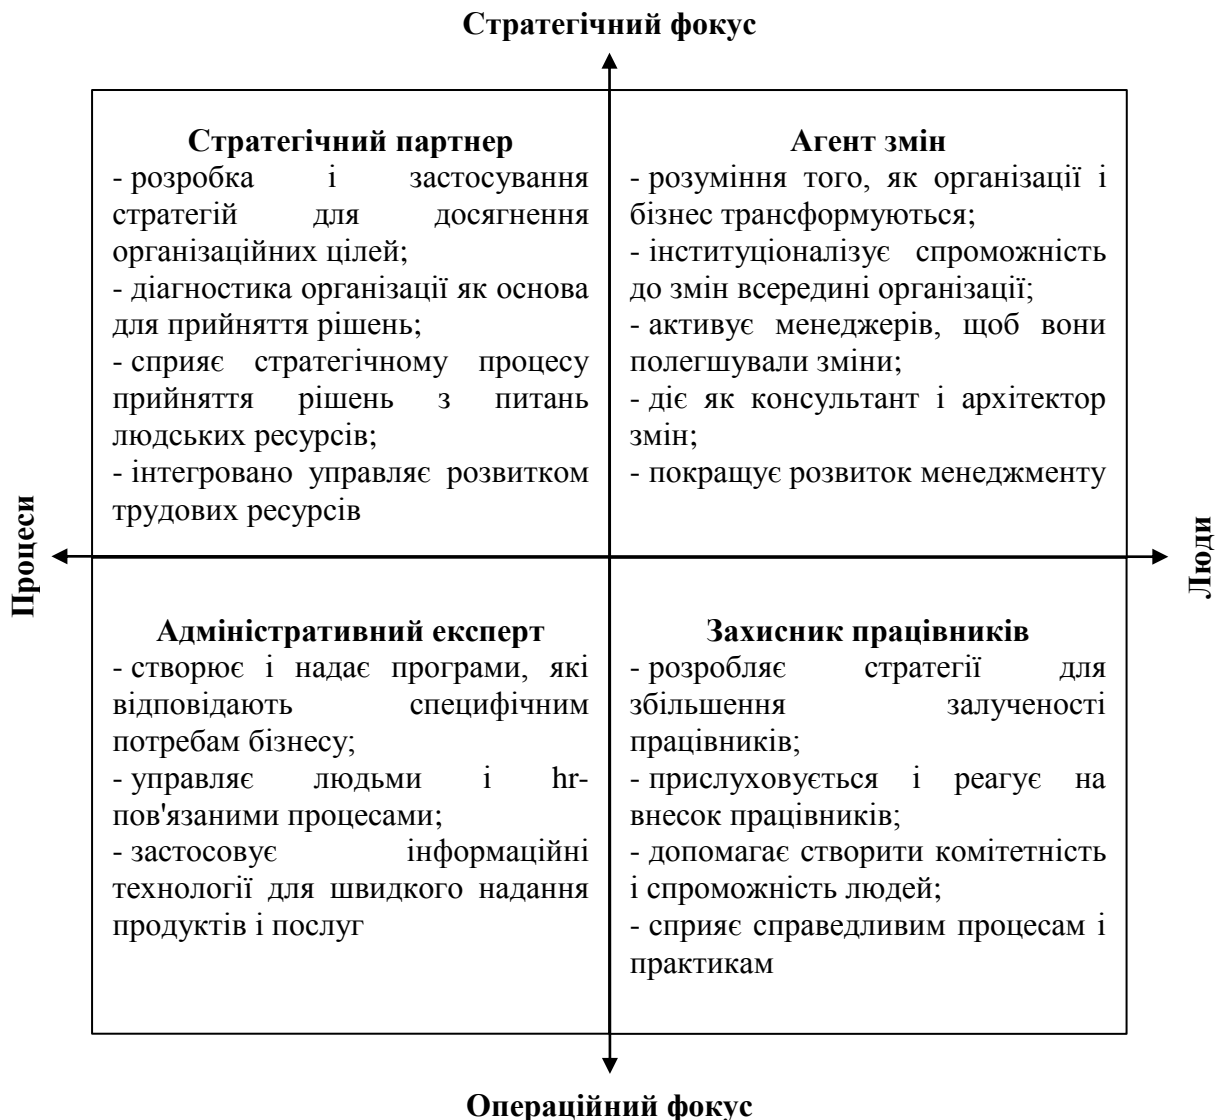 Стратегічний фокус
Стратегічний партнер
- розробка і застосування
стратегій для досягнення
організаційних цілей;
- діагностика організації як основа
для прийняття рішень;
- сприяє стратегічному процесу
прийняття рішень з питань
людських ресурсів;
- інтегровано управляє розвитком
трудових ресурсів
Агент змін
- розуміння того, як організації і
бізнес трансформуються;
- інституціоналізує спроможність
до змін всередині організації;
- активує менеджерів, щоб вони
полегшували зміни;
- діє як консультант і архітектор
змін;
- покращує розвиток менеджменту
Процеси
Люди
Адміністративний експерт
- створює і надає програми, які
відповідають специфічним
потребам бізнесу;
- управляє людьми і hr-
пов'язаними процесами;
- застосовує інформаційні
технології для швидкого надання
продуктів і послуг
Захисник працівників
- розробляє стратегії для
збільшення залученості
працівників;
- прислуховується і реагує на
внесок працівників;
- допомагає створити комітетність
і спроможність людей;
- сприяє справедливим процесам і
практикам
Операційний фокус